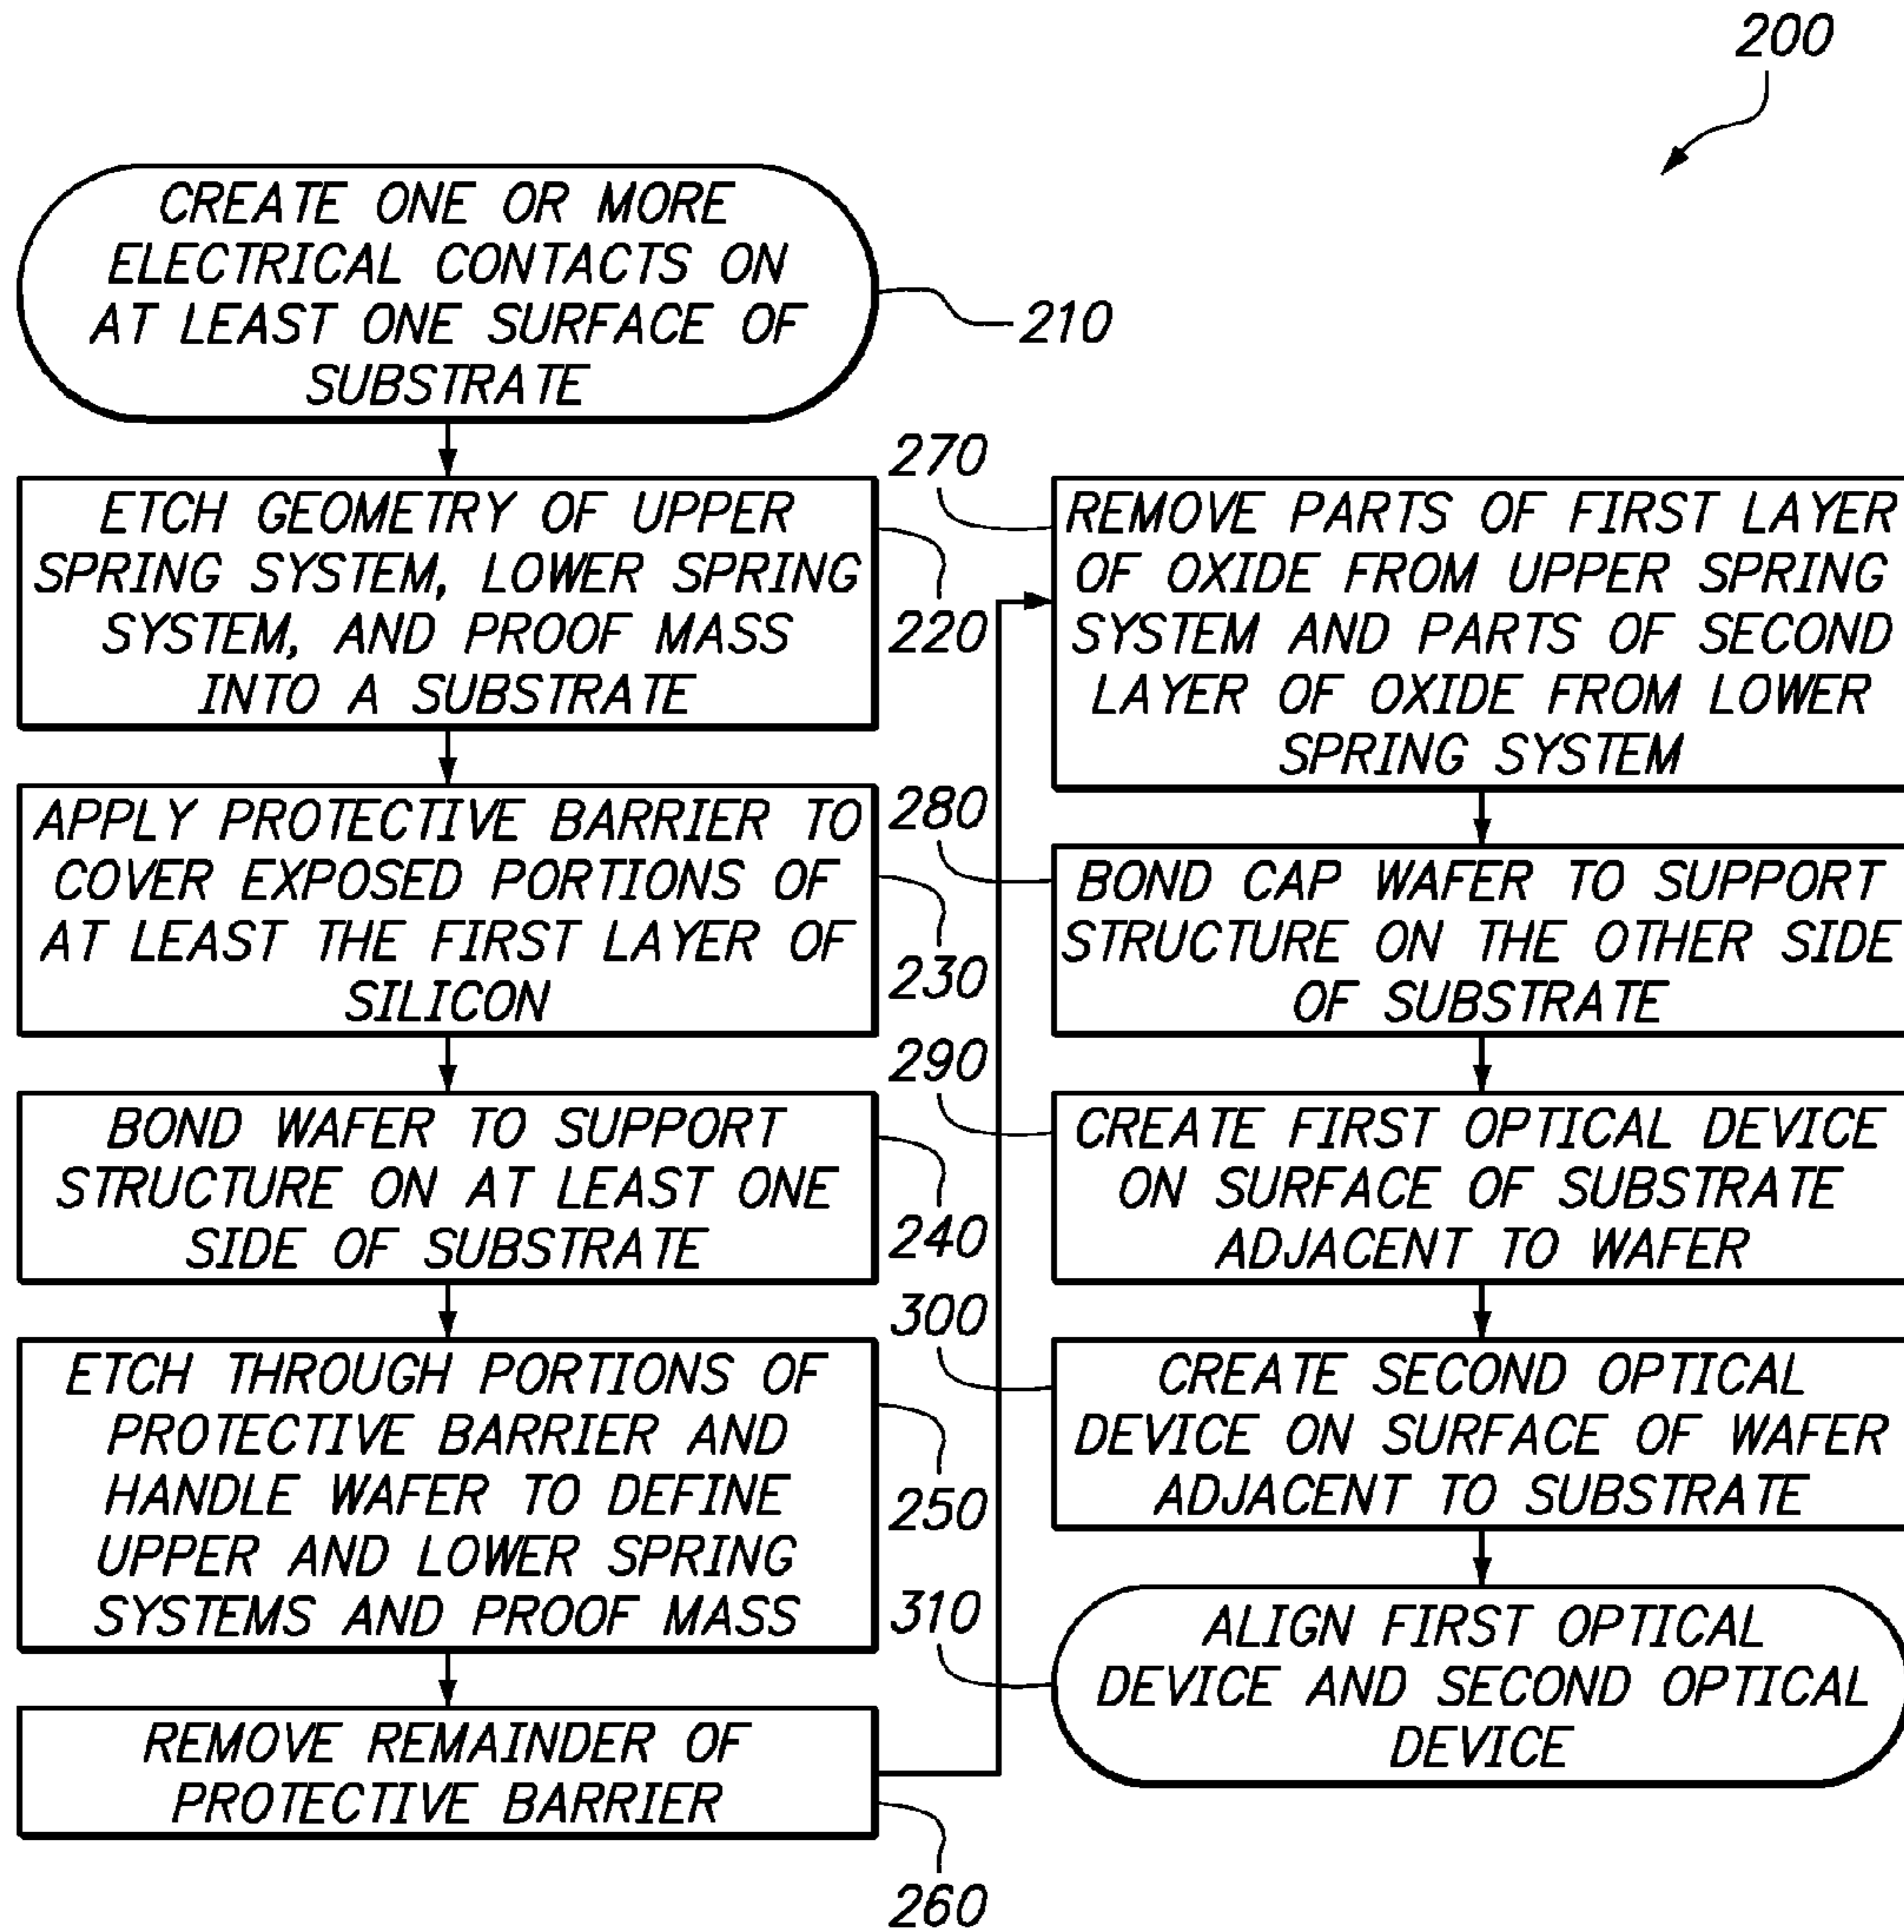 200
CREATE ONE OR MORE
ELECTRICAL CONTACTS ON
AT LEAST ONE SURFACE OF
SUBSTRATE
210
ETCH GEOMETRY OF UPPER
SPRING SYSTEM, LOWER SPRING
SYSTEM, AND PROOF MASS
INTO A SUBSTRATE
220
APPLY PROTECTIVE BARRIER TO
COVER EXPOSED PORTIONS OF
AT LEAST THE FIRST LAYER OF
SILICON
230
BOND WAFER TO SUPPORT
STRUCTURE ON AT LEAST ONE
SIDE OF SUBSTRATE
240
ETCH THROUGH PORTIONS OF
PROTECTIVE BARRIER AND
HANDLE WAFER TO DEFINE
UPPER AND LOWER SPRING
SYSTEMS AND PROOF MASS
250
REMOVE REMAINDER OF
PROTECTIVE BARRIER
260
270
REMOVE PARTS OF FIRST LAYER
OF OXIDE FROM UPPER SPRING
SYSTEM AND PARTS OF SECOND
LAYER OF OXIDE FROM LOWER
SPRING SYSTEM
280
BOND CAP WAFER TO SUPPORT
STRUCTURE ON THE OTHER SIDE
OF SUBSTRATE
290
CREATE FIRST OPTICAL DEVICE
ON SURFACE OF SUBSTRATE
ADJACENT TO WAFER
300
CREATE SECOND OPTICAL
DEVICE ON SURFACE OF WAFER
ADJACENT TO SUBSTRATE
310
ALIGN FIRST OPTICAL
DEVICE AND SECOND OPTICAL
DEVICE